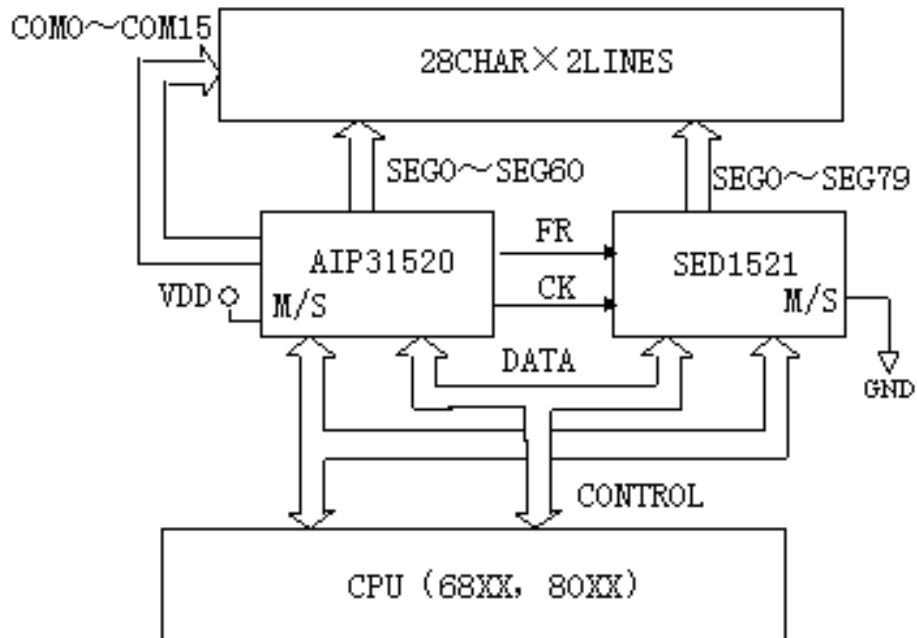 COM0～COM15
28CHAR×2LINES
SEG0～SEG60
SEG0～SEG79
AIP31520
FR
SED1521
VDD
M/S
CK
M/S
DATA
GND
CONTROL
CPU (68XX, 80XX)